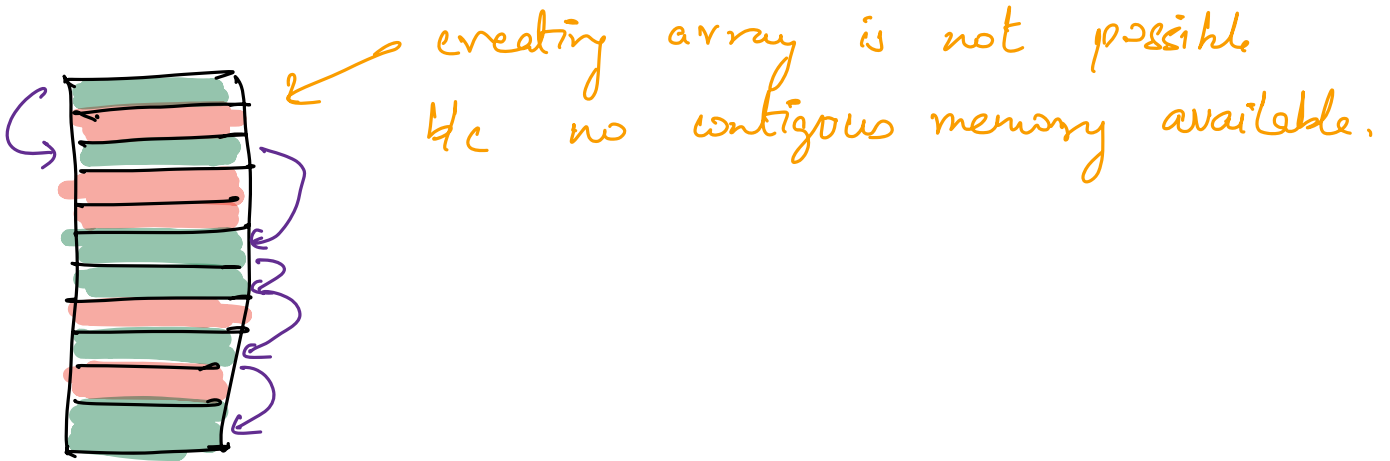 creating array is not possible
b/c no contigous memory available.